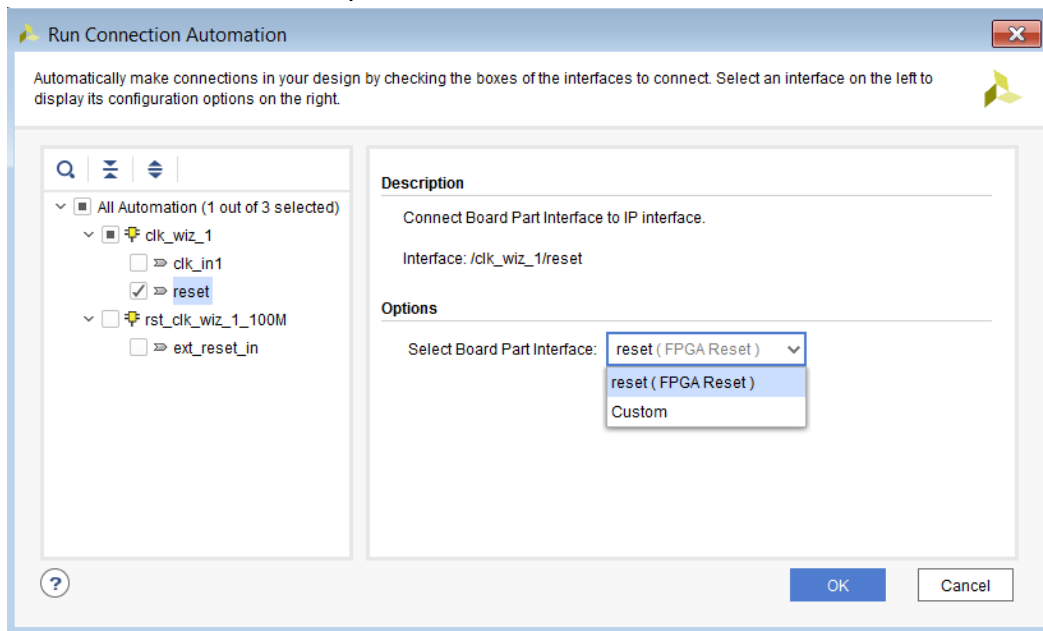 Run Connection Automation
Automatically make connections in your design by checking the boxes of the interfaces to connect. Select an interface on the left to
display its configuration options on the right.
All Automation (1 out of 3 selected)
clk_wiz_1
clk_in1
reset
rst_clk_wiz_1_100M
ext_reset_in
Description
Connect Board Part Interface to IP interface.
Interface: /clk_wiz_1/reset
Options
Select Board Part Interface: reset ( FPGA Reset )
reset ( FPGA Reset )
Custom
?
OK
Cancel